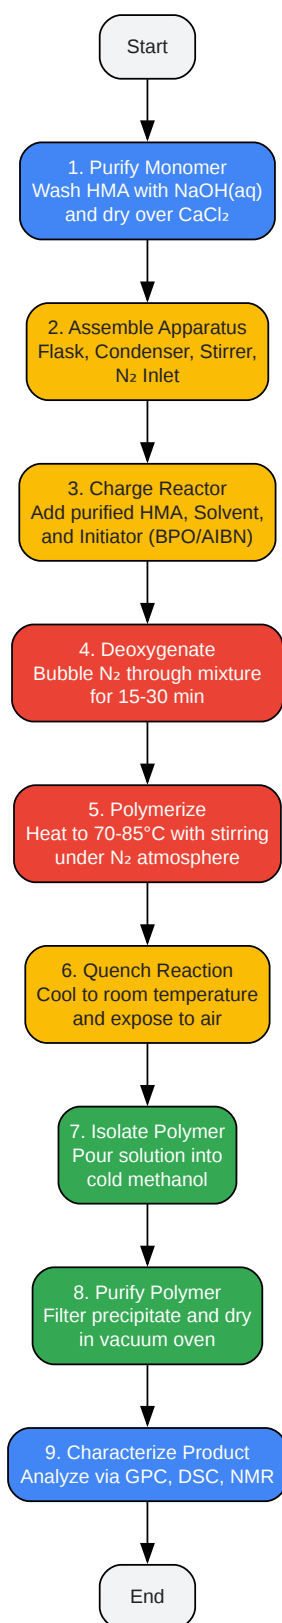 Start
1. Purify Monomer
Wash HMA with NaOH(aq)
and dry over CaCl₂
2. Assemble Apparatus
Flask, Condenser, Stirrer,
N₂ Inlet
3. Charge Reactor
Add purified HMA, Solvent,
and Initiator (BPO/AIBN)
4. Deoxygenate
Bubble N₂ through mixture
for 15-30 min
5. Polymerize
Heat to 70-85°C with stirring
under N₂ atmosphere
6. Quench Reaction
Cool to room temperature
and expose to air
7. Isolate Polymer
Pour solution into
cold methanol
8. Purify Polymer
Filter precipitate and dry
in vacuum oven
9. Characterize Product
Analyze via GPC, DSC, NMR
End